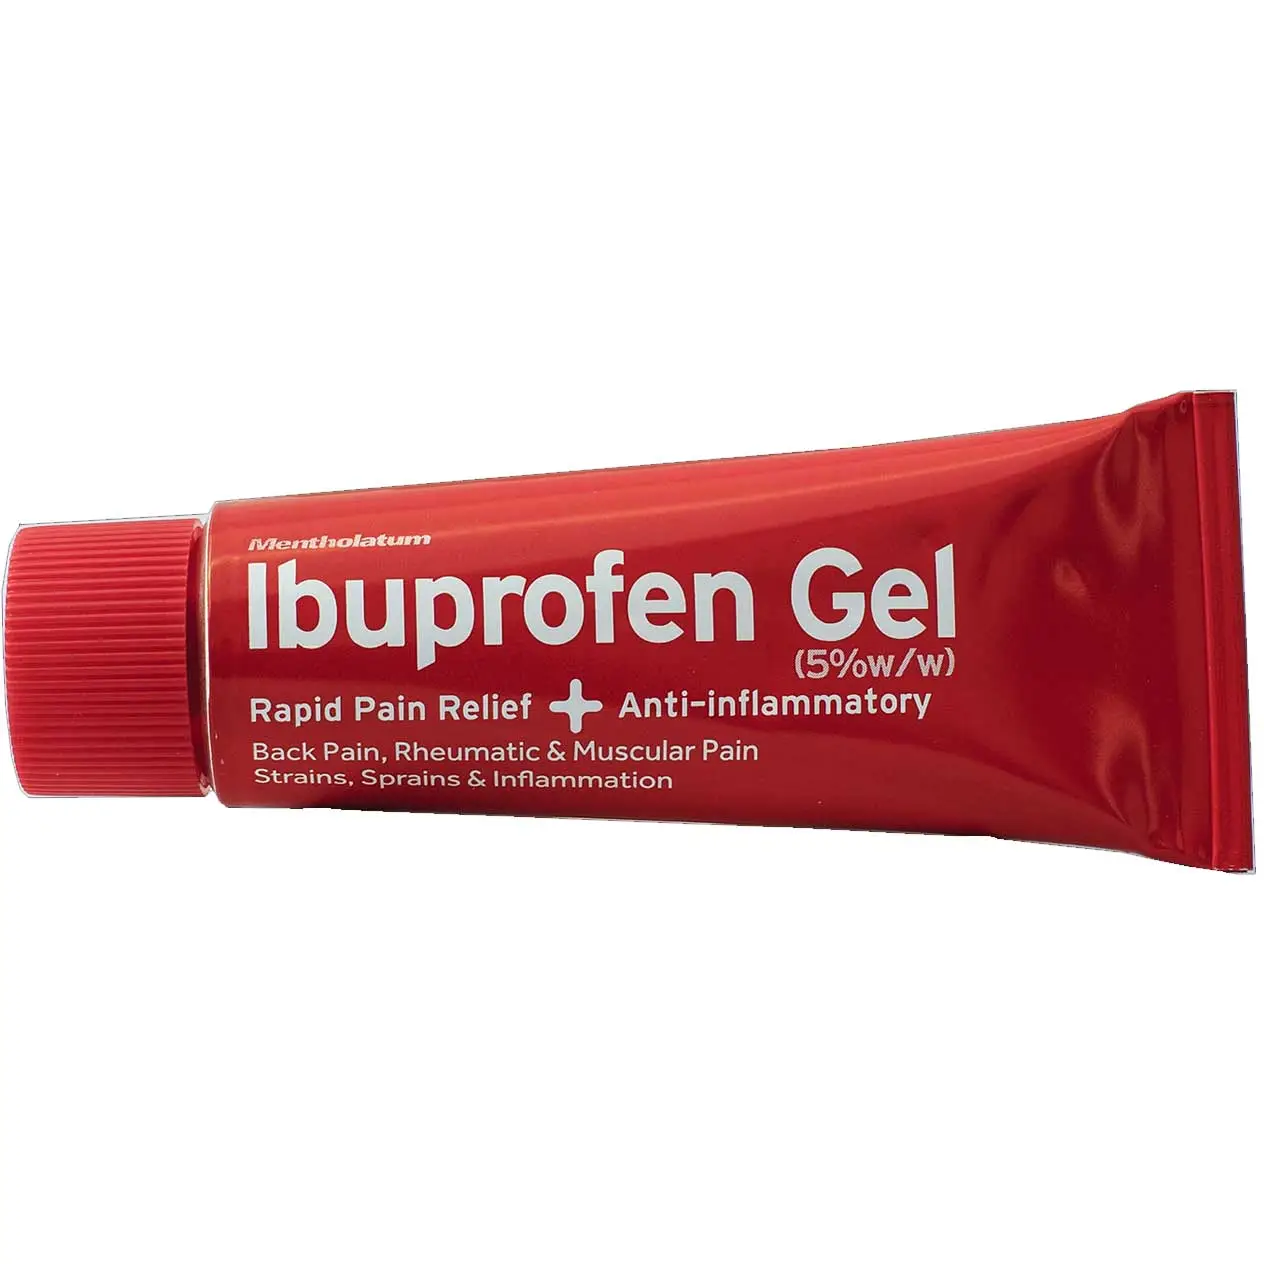 Mentholatum
Ibuprofen Gel
(5%w/w)
Rapid Pain Relief + Anti-inflammatory
Back Pain, Rheumatic & Muscular Pain
Strains, Sprains & Inflammation